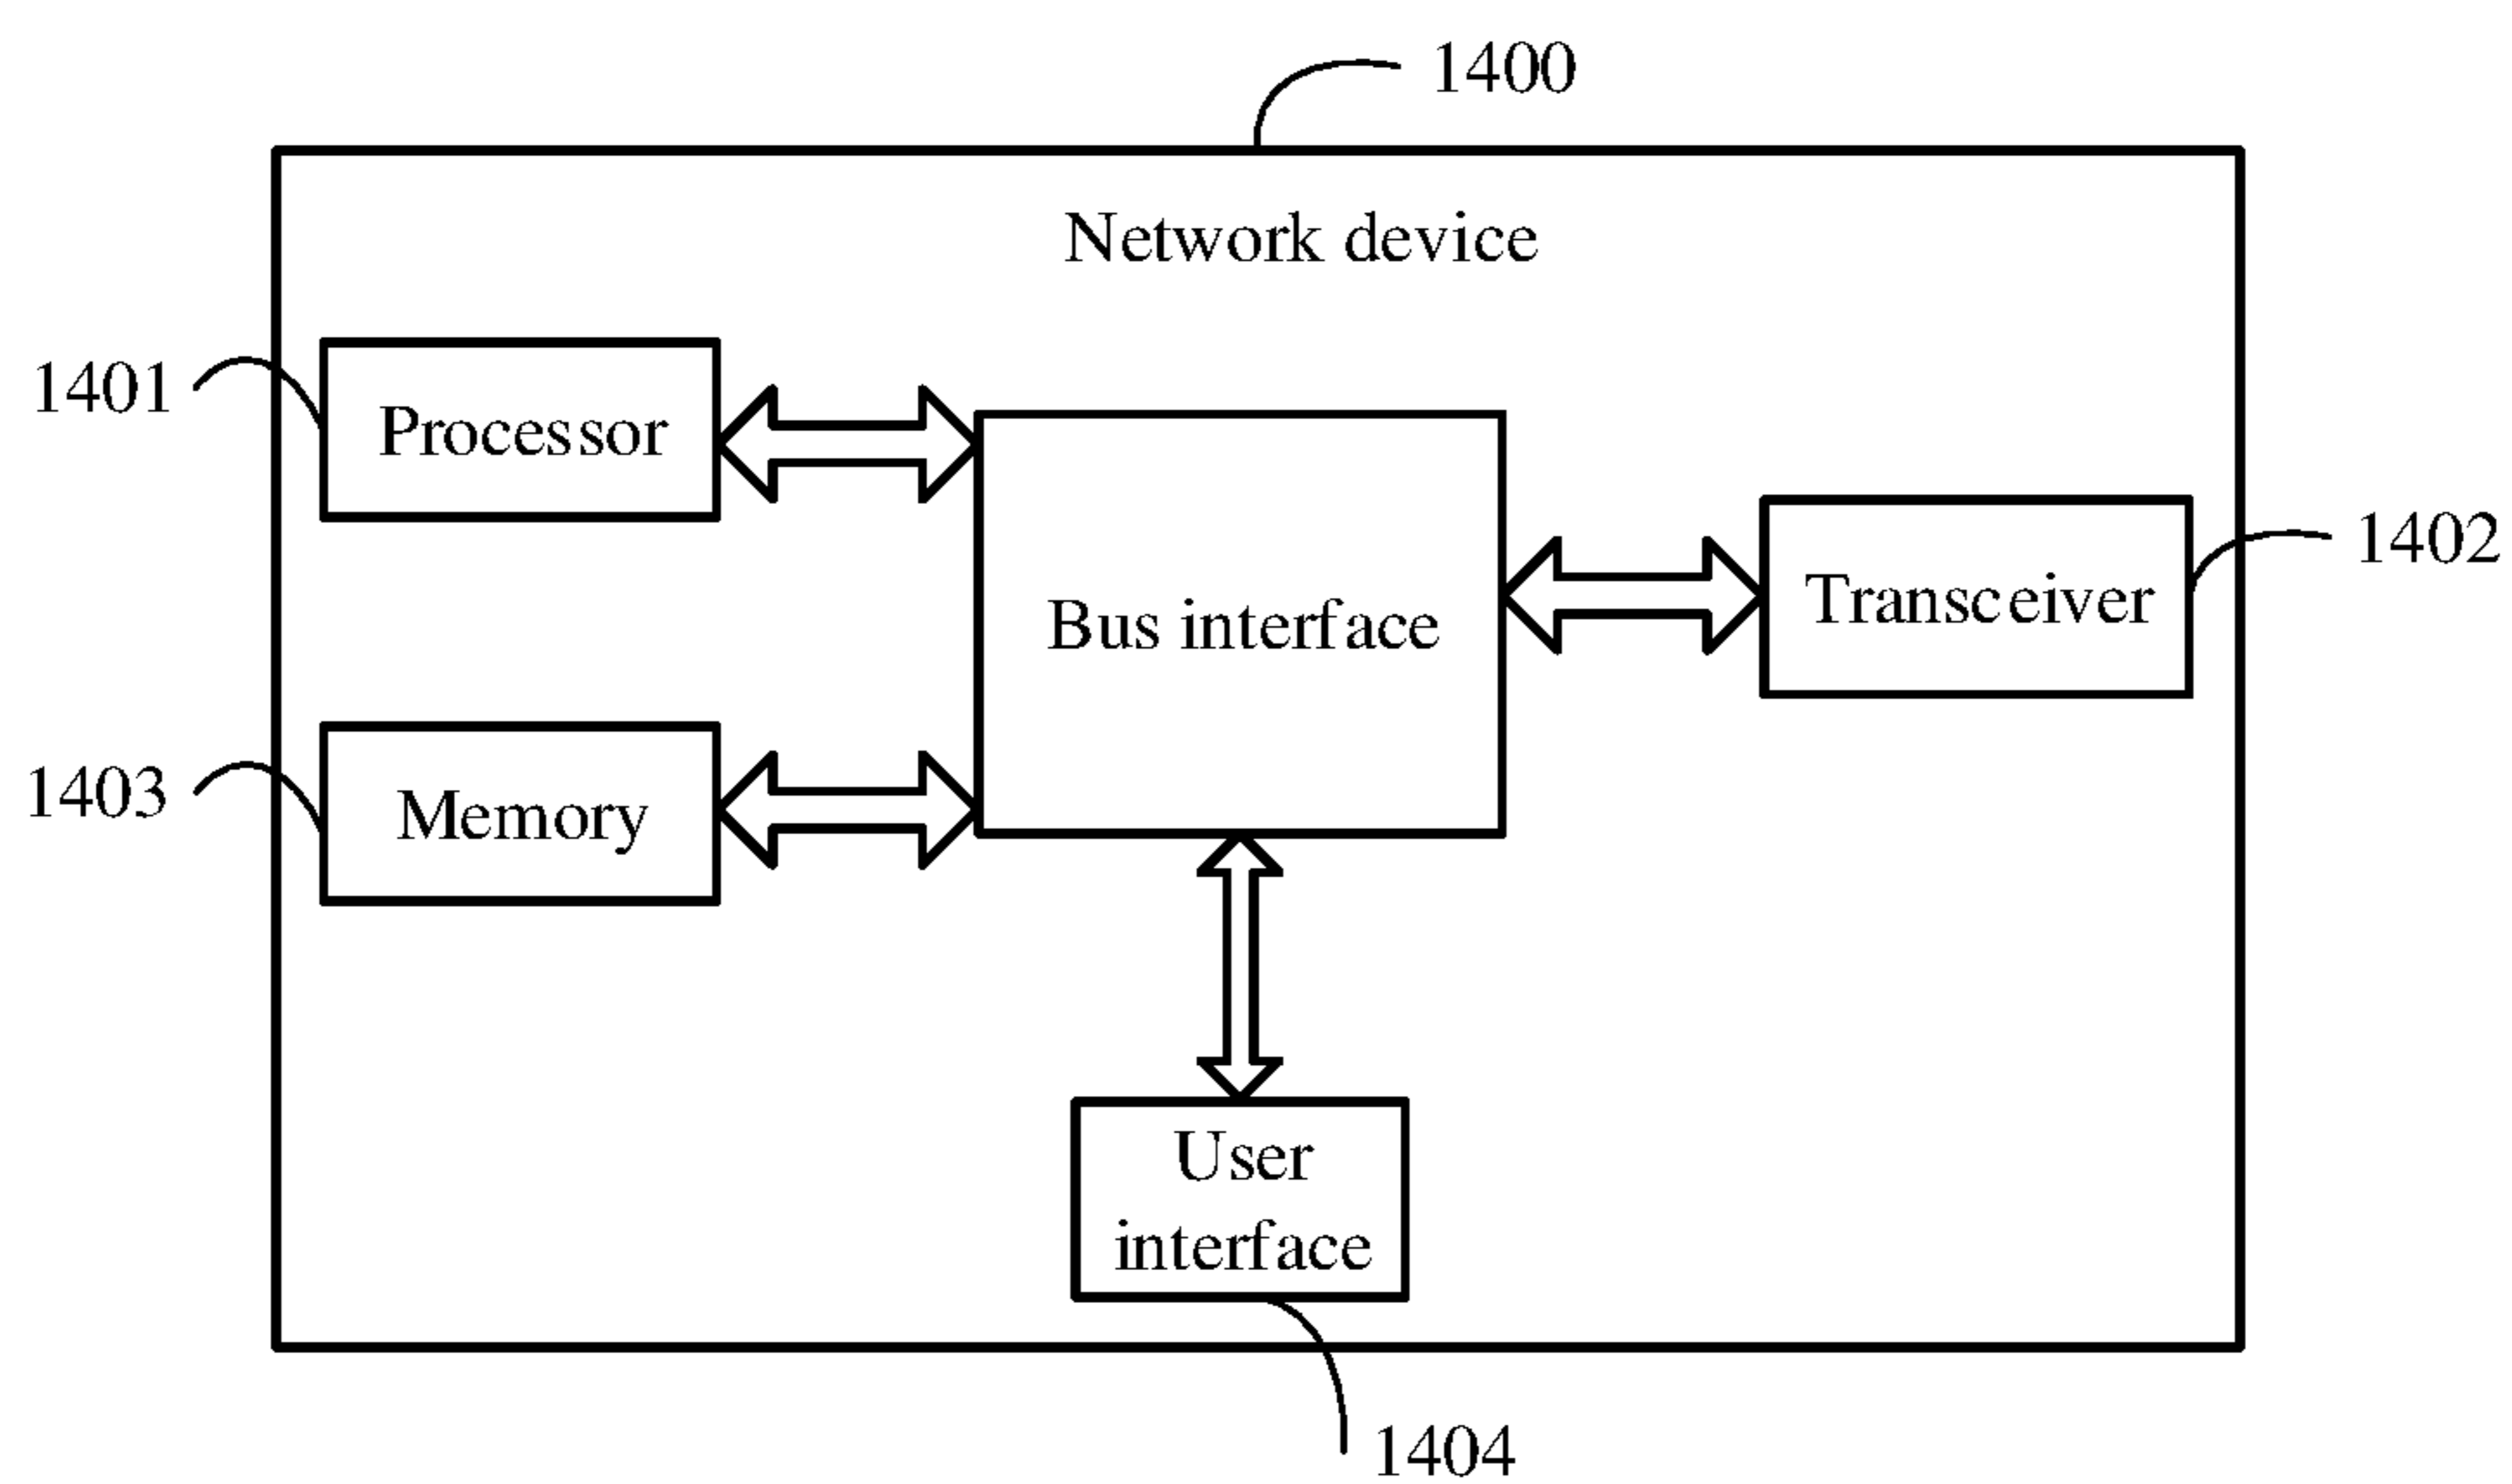 1400
Network device
1401
Processor
1402
Bus interface
Transceiver
1403
Memory
User
interface
1404